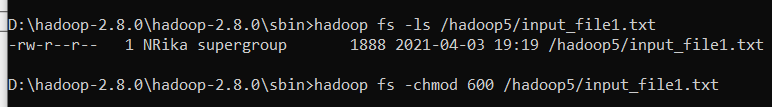 D:\hadoop-2.8.0\hadoop-2.8.0\sbin>hadoop fs -ls /hadoop5/input_file1.txt
-rw-r--r--   1 NRika supergroup       1888 2021-04-03 19:19 /hadoop5/input_file1.txt
D:\hadoop-2.8.0\hadoop-2.8.0\sbin>hadoop fs -chmod 600 /hadoop5/input_file1.txt